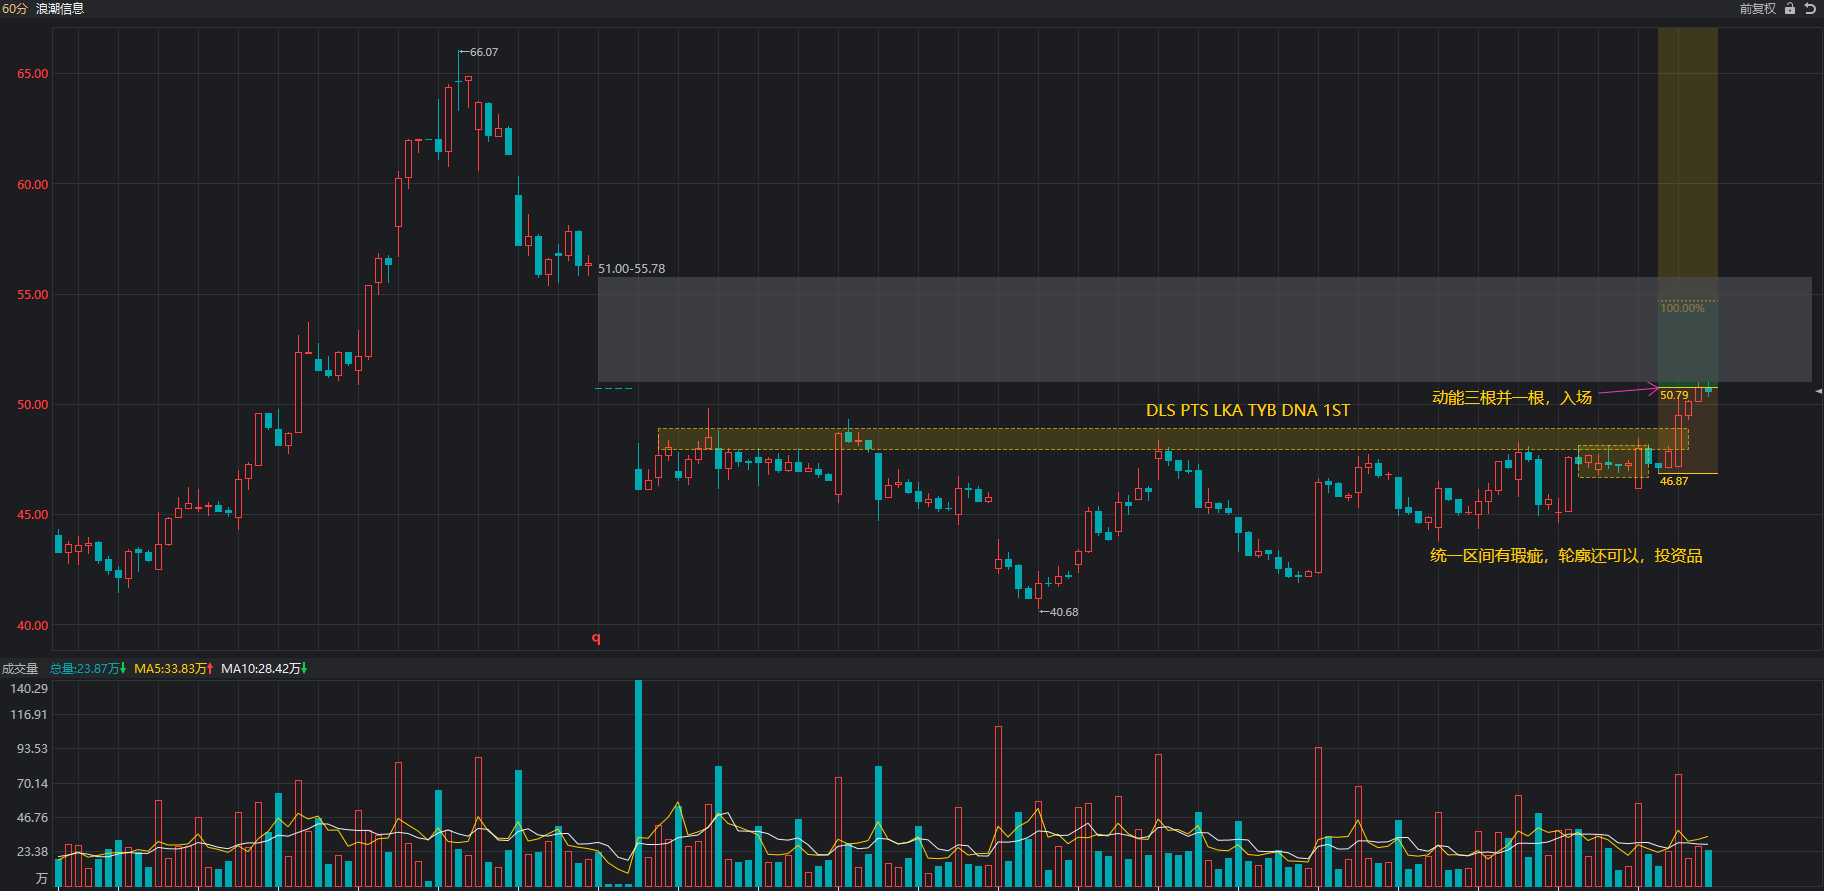 60分 浪潮信息
前复权
66.07
65.00
60.00
51.00-55.78
55.00
100.00%
50.79
动能三根并一根，入场
50.00
DLS PTS LKA TYB DNA 1ST
46.87
45.00
统一区间有瑕疵，轮廓还可以，投资品
40.68
40.00
q
成交量 总量:23.87万 MA5:33.83万 MA10:28.42万
140.29
116.91
93.53
70.14
46.76
23.38
万